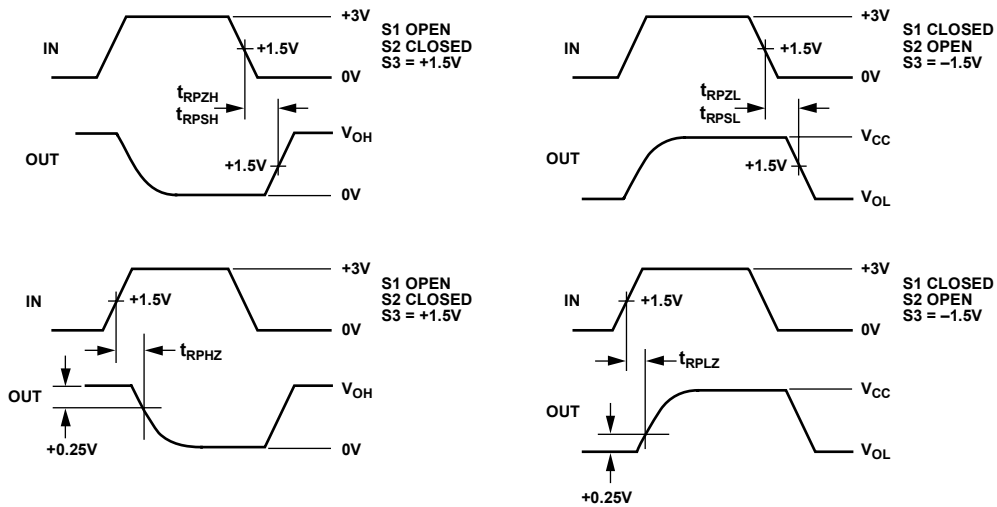 +3V
S1 OPEN
S2 CLOSED
S3 = +1.5V
IN
+1.5V
0V
tRPZH
tRPSH
VOH
OUT
+1.5V
0V
+3V
S1 CLOSED
S2 OPEN
S3 = –1.5V
IN
+1.5V
0V
tRPZL
tRPSL
VCC
OUT
+1.5V
VOL
+3V
S1 OPEN
S2 CLOSED
S3 = +1.5V
IN
+1.5V
0V
tRPHZ
VOH
OUT
+0.25V
0V
+3V
S1 CLOSED
S2 OPEN
S3 = –1.5V
IN
+1.5V
0V
tRPLZ
VCC
OUT
VOL
+0.25V